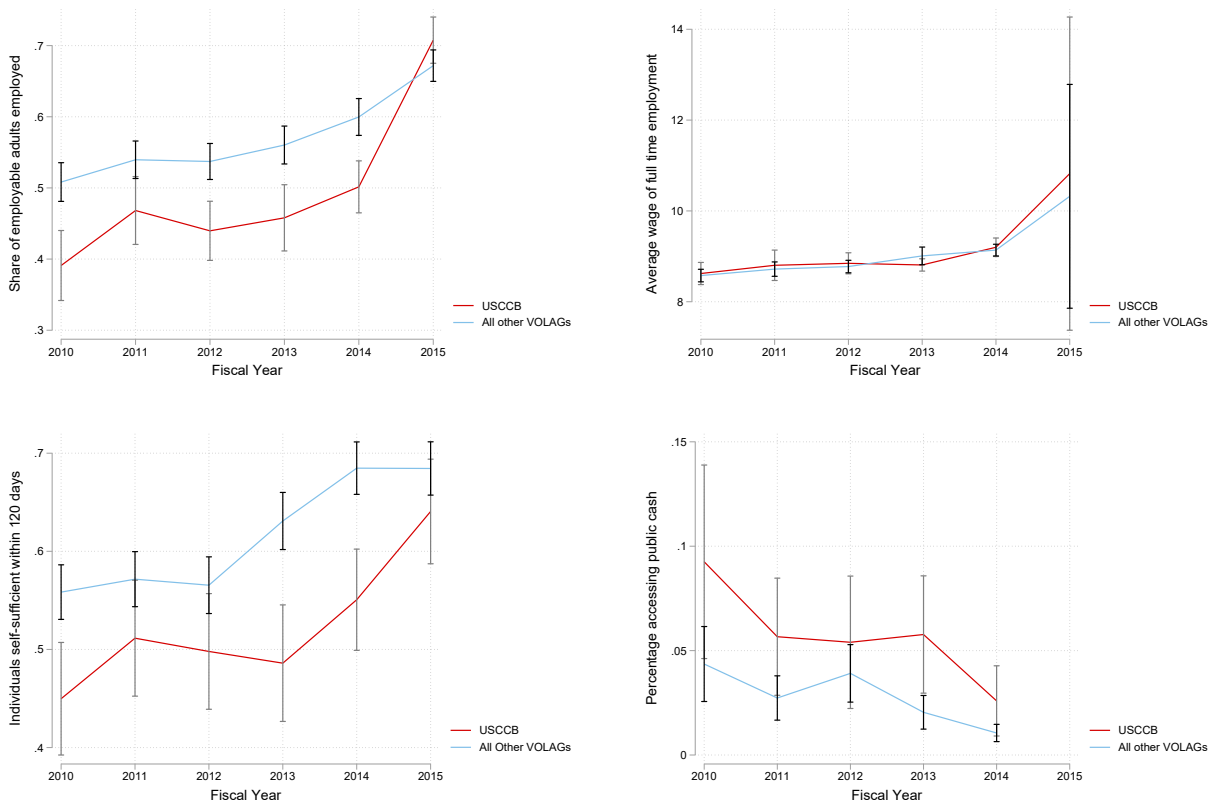 Share of employable adults employed
.7
.6
.5
.4
.3
2010 2011 2012 2013 2014 2015
Fiscal Year
USCCB
All other VOLAGs
Average wage of full time employment
14
12
10
8
2010 2011 2012 2013 2014 2015
Fiscal Year
USCCB
All other VOLAGs
Individuals self-sufficient within 120 days
.7
.6
.5
.4
2010 2011 2012 2013 2014 2015
Fiscal Year
USCCB
All Other VOLAGs
Percentage accessing public cash
.15
.1
.05
0
2010 2011 2012 2013 2014 2015
Fiscal Year
USCCB
All Other VOLAGs